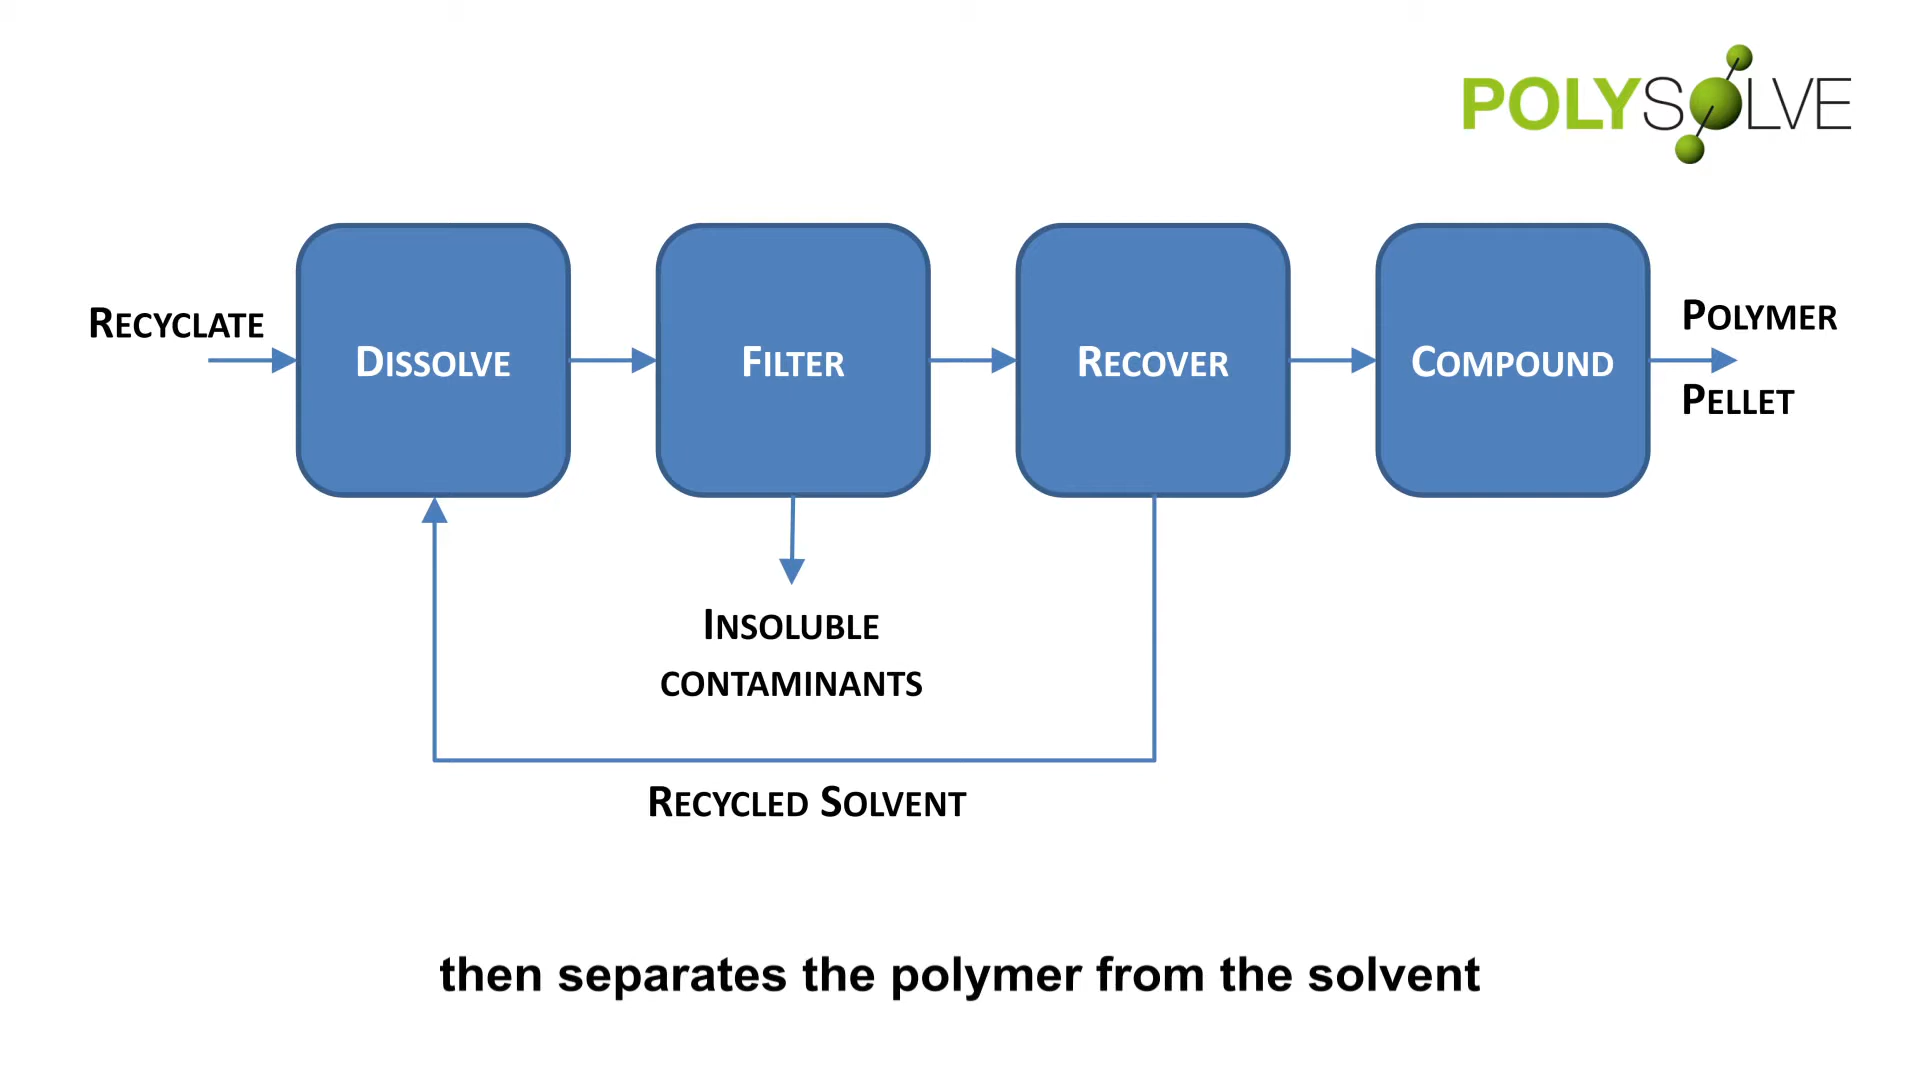 POLYSOLVE
RECYCLATE
DISSOLVE
FILTER
RECOVER
COMPOUND
POLYMER
PELLET
INSOLUBLE
CONTAMINANTS
RECYCLED SOLVENT
then separates the polymer from the solvent